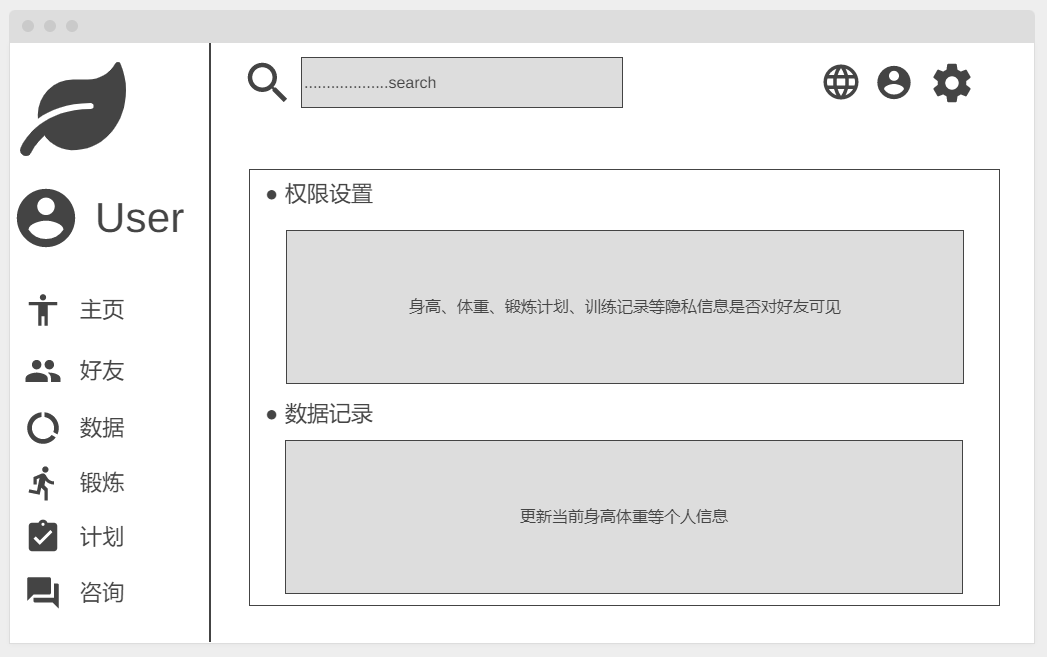 ...................search
User
主页
好友
数据
锻炼
计划
咨询
● 权限设置
身高、体重、锻炼计划、训练记录等隐私信息是否对好友可见
● 数据记录
更新当前身高体重等个人信息